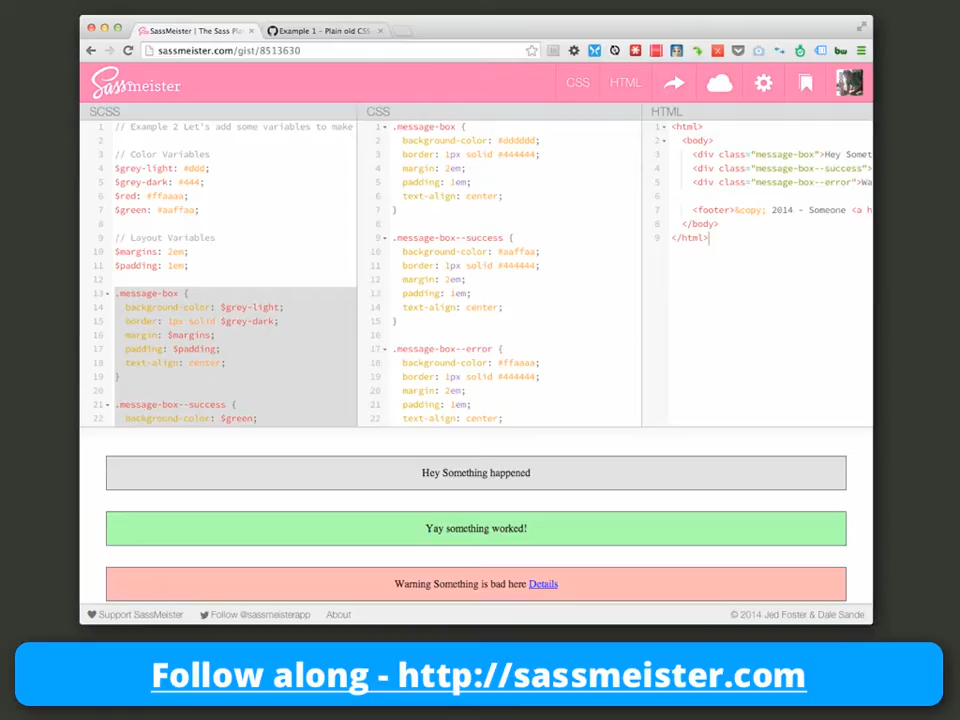 SassMeister | The Sass Pla
Example 1 - Plain old CSS
sassmeister.com/gist/8513630
bw
Sassmeister
CSS
HTML
SCSS
1 // Example 2 Let's add some variables to make
2
3 // Color Variables
4 $grey-light: #ddd;
5 $grey-dark: #444;
6 $red: #ffaaaa;
7 $green: #aaffaa;
8
9 // Layout Variables
10 $margins: 2em;
11 $padding: 1em;
12
13 .message-box {
14 background-color: $grey-light;
15 border: 1px solid $grey-dark;
16 margin: $margins;
17 padding: $padding;
18 text-align: center;
19 }
20
21 .message-box--success {
22 background-color: $green;
CSS
1 .message-box {
2 background-color: #dddddd;
3 border: 1px solid #444444;
4 margin: 2em;
5 padding: 1em;
6 text-align: center;
7 }
8
9 .message-box--success {
10 background-color: #aaffaa;
11 border: 1px solid #444444;
12 margin: 2em;
13 padding: 1em;
14 text-align: center;
15 }
16
17 .message-box--error {
18 background-color: #ffaaaa;
19 border: 1px solid #444444;
20 margin: 2em;
21 padding: 1em;
22 text-align: center;
HTML
1 <html>
2 <body>
3 <div class="message-box">Hey Somet
4 <div class="message-box--success">
5 <div class="message-box--error">Wa
6
7 <footer>&copy; 2014 - Someone <a h
8 </body>
9 </html>
Hey Something happened
Yay something worked!
Warning Something is bad here Details
Support SassMeister Follow @sassmeisterapp About
© 2014 Jed Foster & Dale Sande
Follow along - http://sassmeister.com